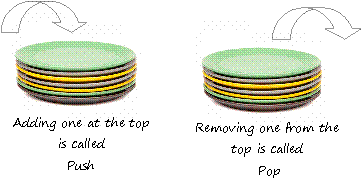 Adding one at the top
is called
Push
Removing one from the
top is called
Pop